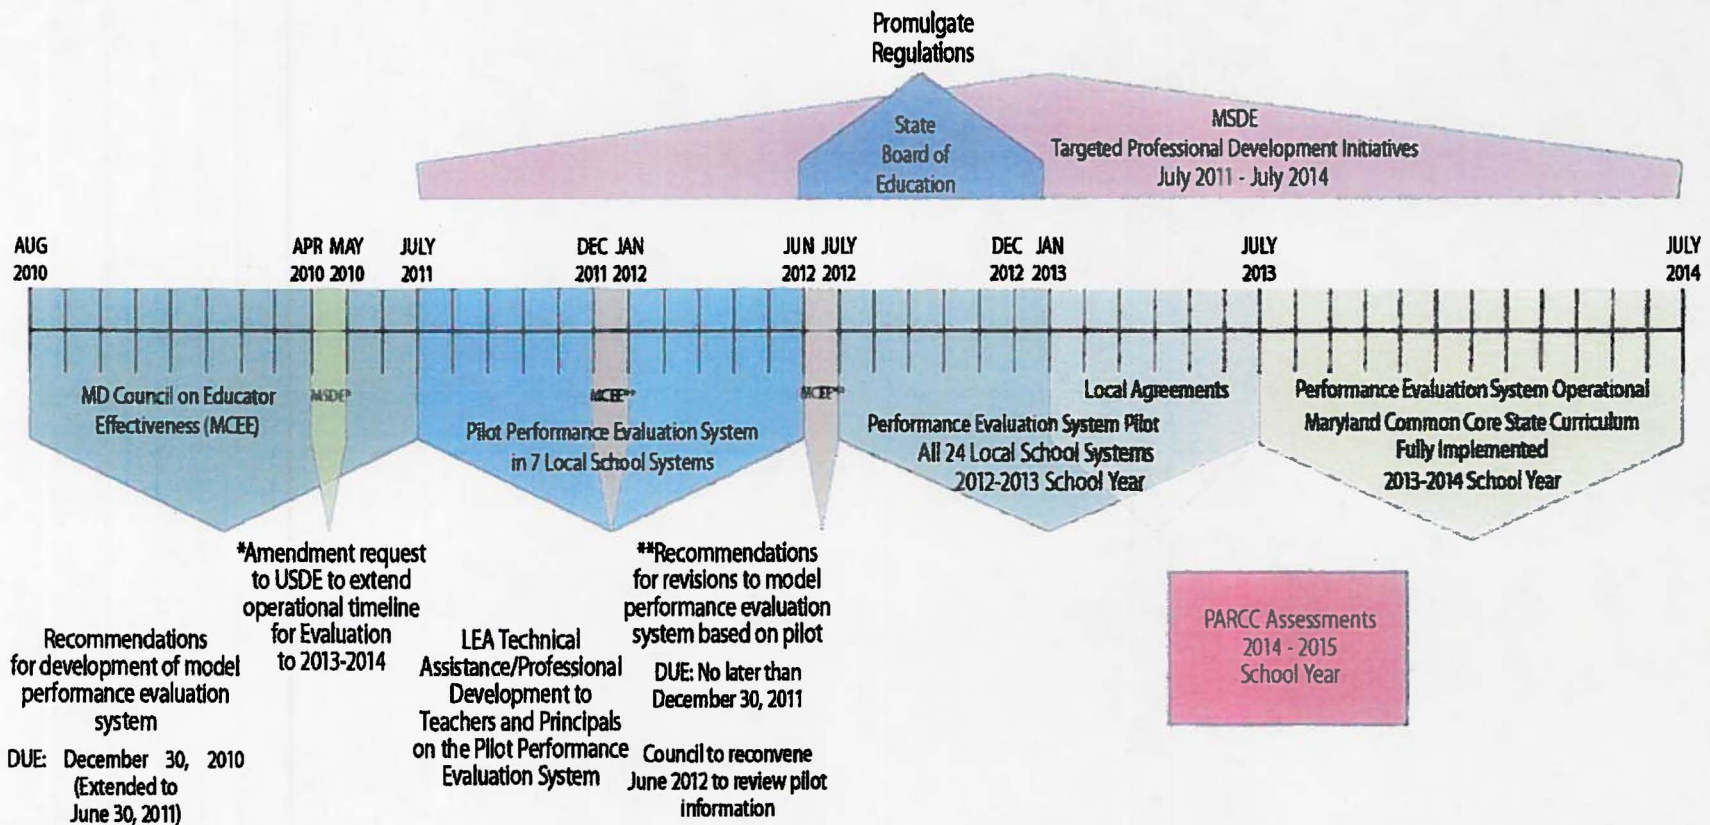 Promulgate
Regulations
State
Board of
Education
MSDE
Targeted Professional Development Initiatives
July 2011 - July 2014
AUG
2010
APR MAY
2010 2010
JULY
2011
DEC JAN
2011 2012
JUN JULY
2012 2012
DEC JAN
2012 2013
JULY
2013
JULY
2014
MD Council on Educator
Effectiveness (MCEE)
MSDE*
Pilot Performance Evaluation System
in 7 Local School Systems
MCEE**
MCEE**
Local Agreements
Performance Evaluation System Pilot
All 24 Local School Systems
2012-2013 School Year
Performance Evaluation System Operational
Maryland Common Core State Curriculum
Fully Implemented
2013-2014 School Year
Recommendations
for development of model
performance evaluation
system
DUE: December 30, 2010
(Extended to
June 30, 2011)
*Amendment request
to USDE to extend
operational timeline
for Evaluation
to 2013-2014
LEA Technical
Assistance/Professional
Development to
Teachers and Principals
on the Pilot Performance
Evaluation System
**Recommendations
for revisions to model
performance evaluation
system based on pilot
DUE: No later than
December 30, 2011
Council to reconvene
June 2012 to review pilot
information
PARCC Assessments
2014 - 2015
School Year